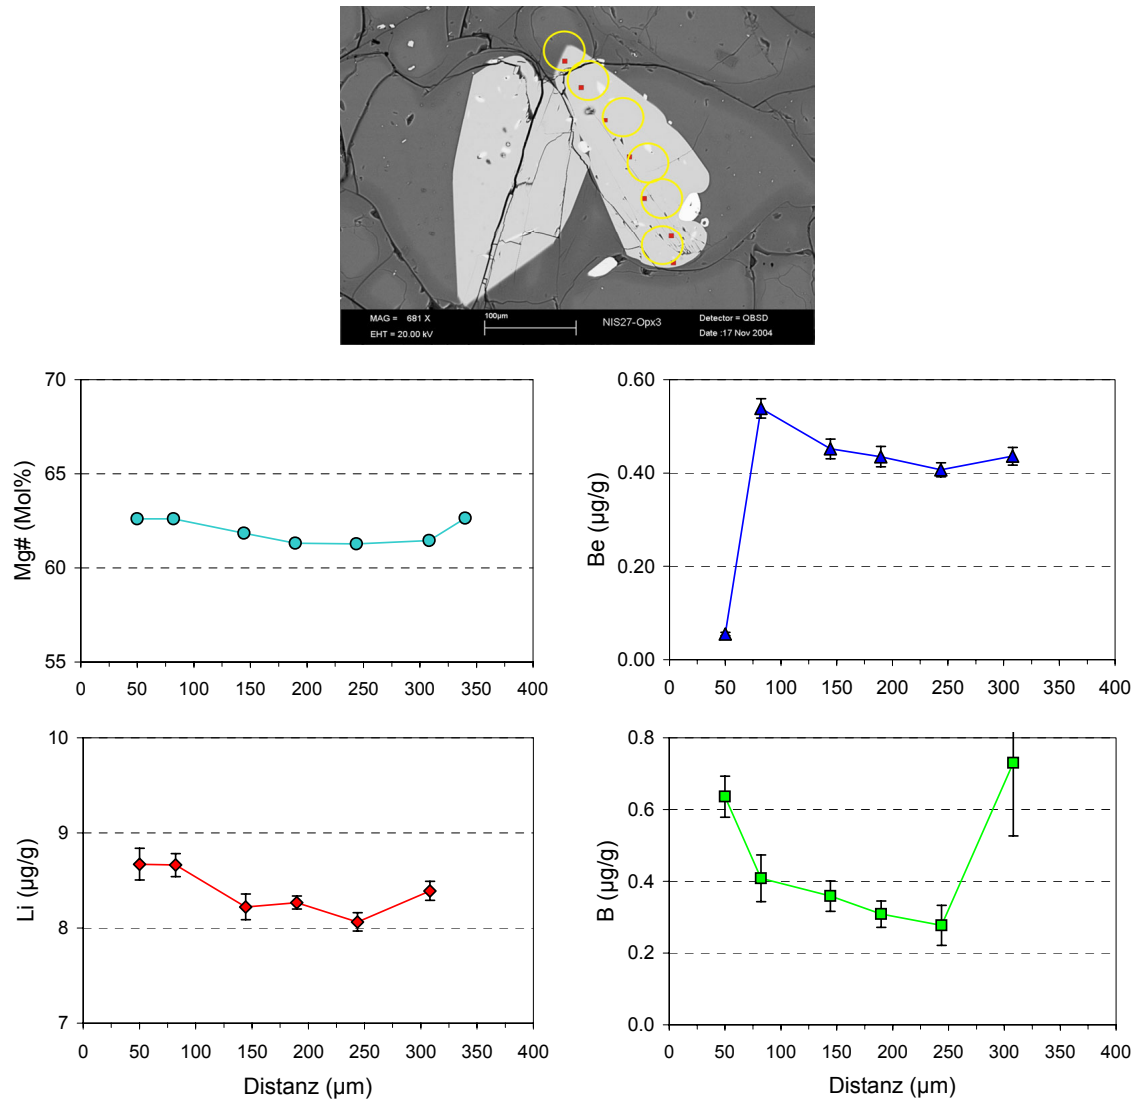 MAG = 681 X
EHT = 20.00 kV
100µm
NIS27-Opx3
Detector = QBSD
Date :17 Nov 2004
70
65
60
55
Mg# (Mol%)
0 50 100 150 200 250 300 350 400
0.60
0.40
0.20
0.00
Be (µg/g)
0 50 100 150 200 250 300 350 400
10
9
8
7
Li (µg/g)
0 50 100 150 200 250 300 350 400
Distanz (µm)
0.8
0.6
0.4
0.2
0.0
B (µg/g)
0 50 100 150 200 250 300 350 400
Distanz (µm)